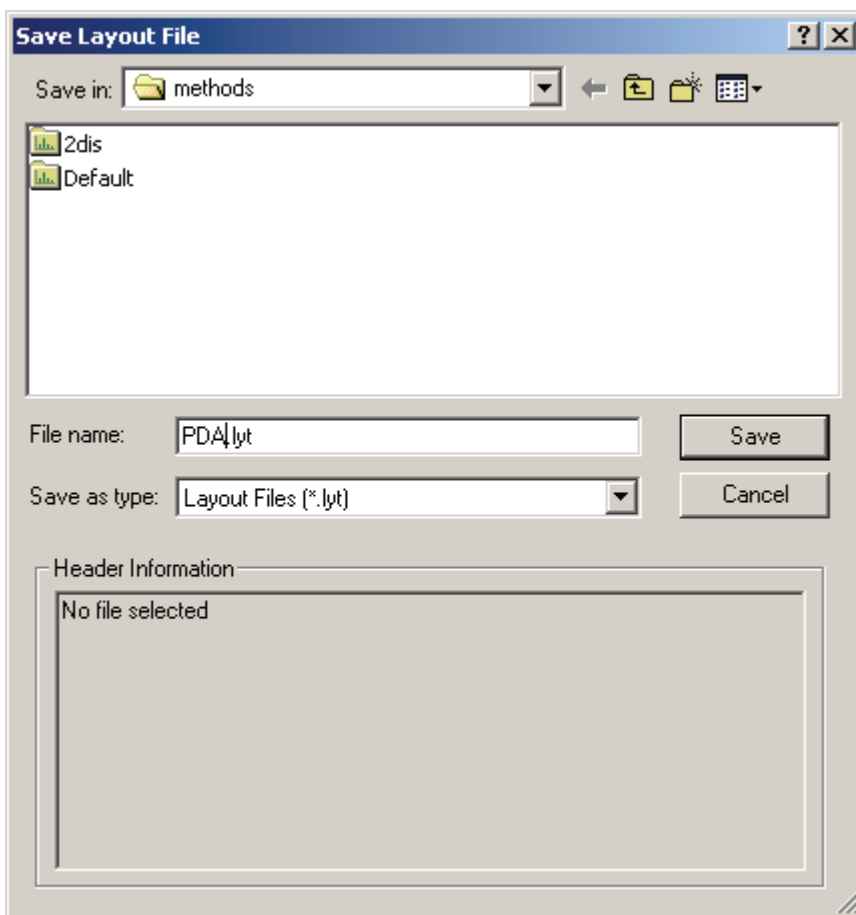 Save Layout File
Save in: methods
2dis
Default
File name: PDA.lyt Save
Save as type: Layout Files (*.lyt) Cancel
Header Information
No file selected